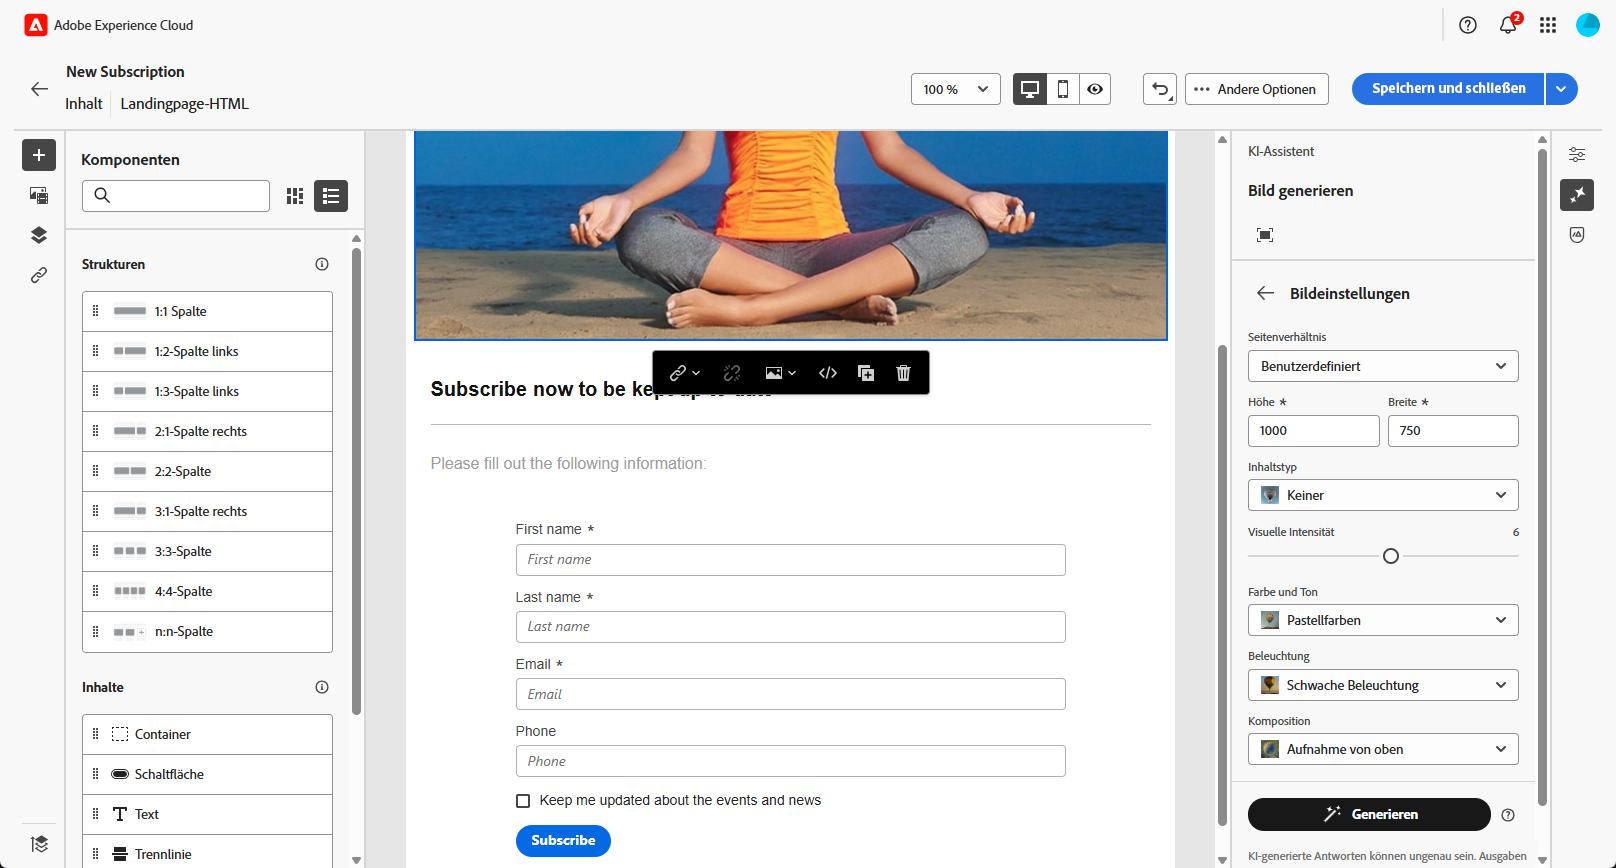 Adobe Experience Cloud
2
New Subscription
Inhalt
Landingpage-HTML
100 %
Andere Optionen
Speichern und schließen
Komponenten
Strukturen
1:1 Spalte
1:2-Spalte links
1:3-Spalte links
2:1-Spalte rechts
2:2-Spalte
3:1-Spalte rechts
3:3-Spalte
4:4-Spalte
n:n-Spalte
Inhalte
Container
Schaltfläche
Text
Trennlinie
Subscribe now to be
Please fill out the following information:
First name *
First name
Last name *
Last name
Email *
Email
Phone
Phone
Keep me updated about the events and news
Subscribe
KI-Assistent
Bild generieren
Bildeinstellungen
Seitenverhältnis
Benutzerdefiniert
Höhe *
Breite *
1000
750
Inhaltstyp
Keiner
Visuelle Intensität
6
Farbe und Ton
Pastellfarben
Beleuchtung
Schwache Beleuchtung
Komposition
Aufnahme von oben
Generieren
KI-generierte Antworten können ungenau sein. Ausgaben